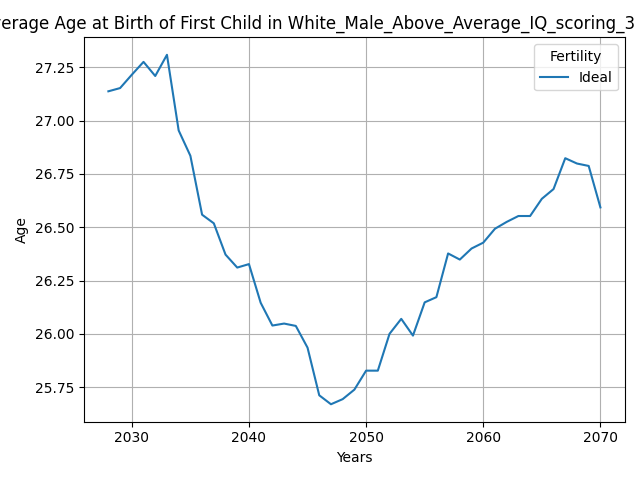 verage Age at Birth of First Child in White_Male_Above_Average_IQ_scoring_3
Fertility
Ideal
27.25
27.00
26.75
26.50
26.25
26.00
25.75
Age
2030 2040 2050 2060 2070
Years